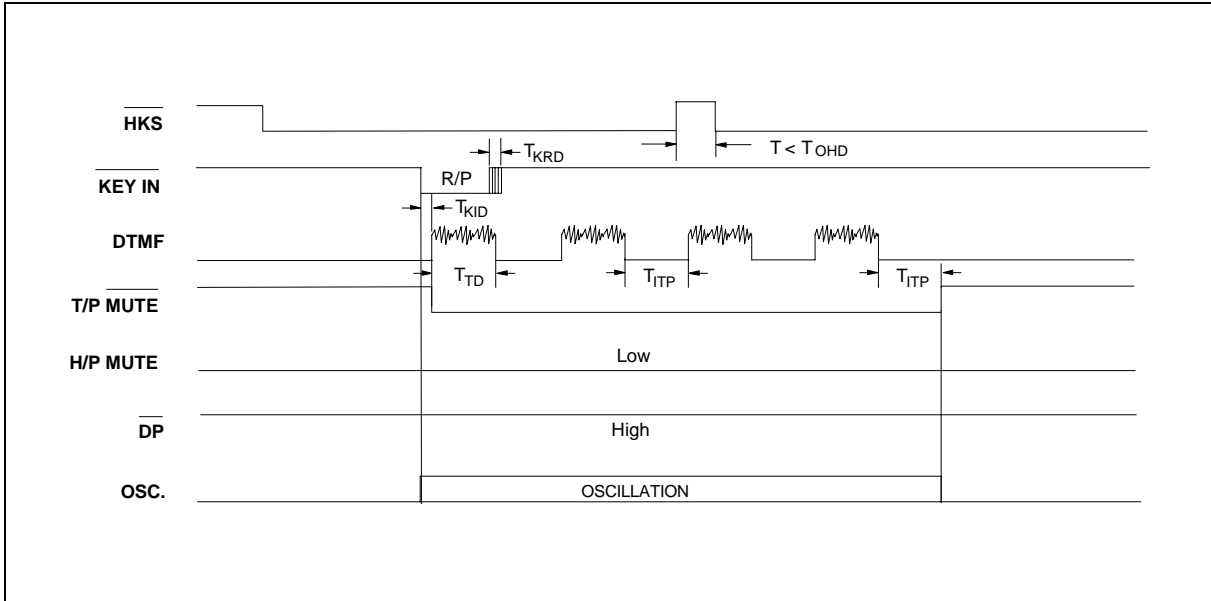 HKS
T < TOHD
TKRD
KEY IN
R/P
TKID
DTMF
TTD
TITP
TITP
T/P MUTE
H/P MUTE
Low
DP
High
OSC.
OSCILLATION